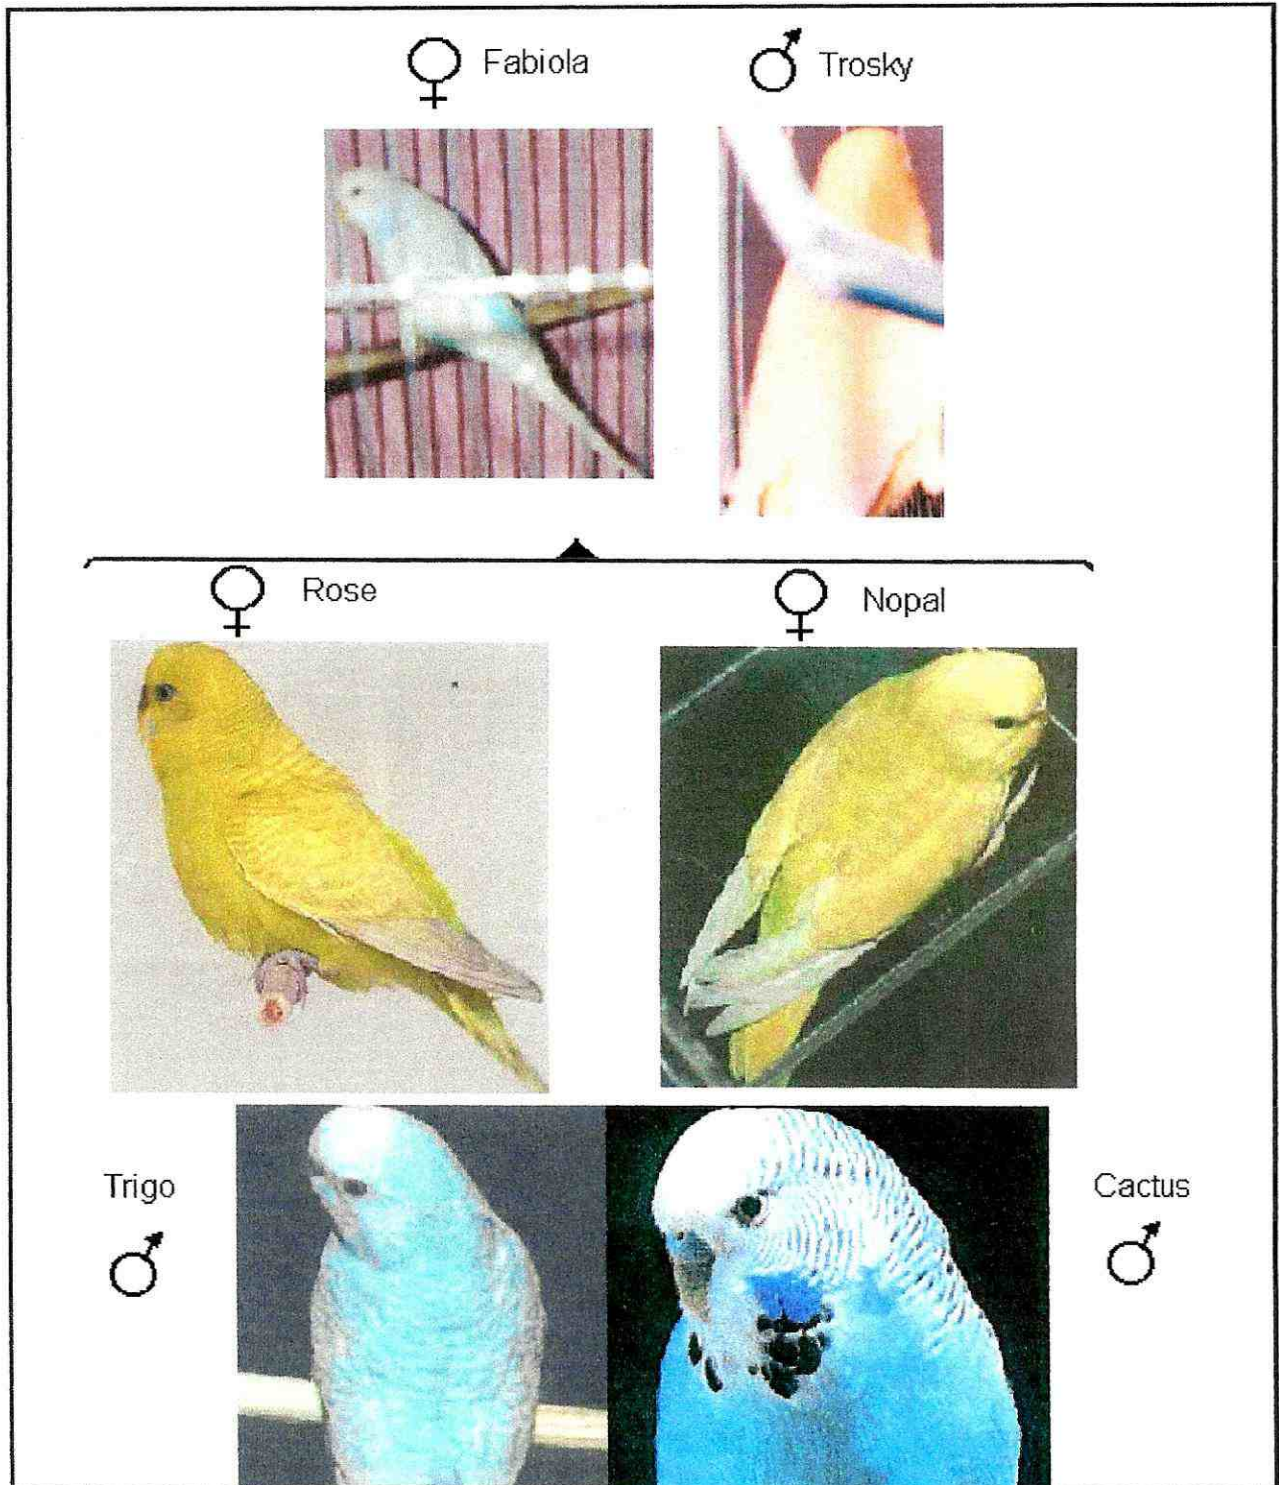 ♀ Fabiola
♂ Trosky
♀ Rose
♀ Nopal
Trigo
♂
Cactus
♂